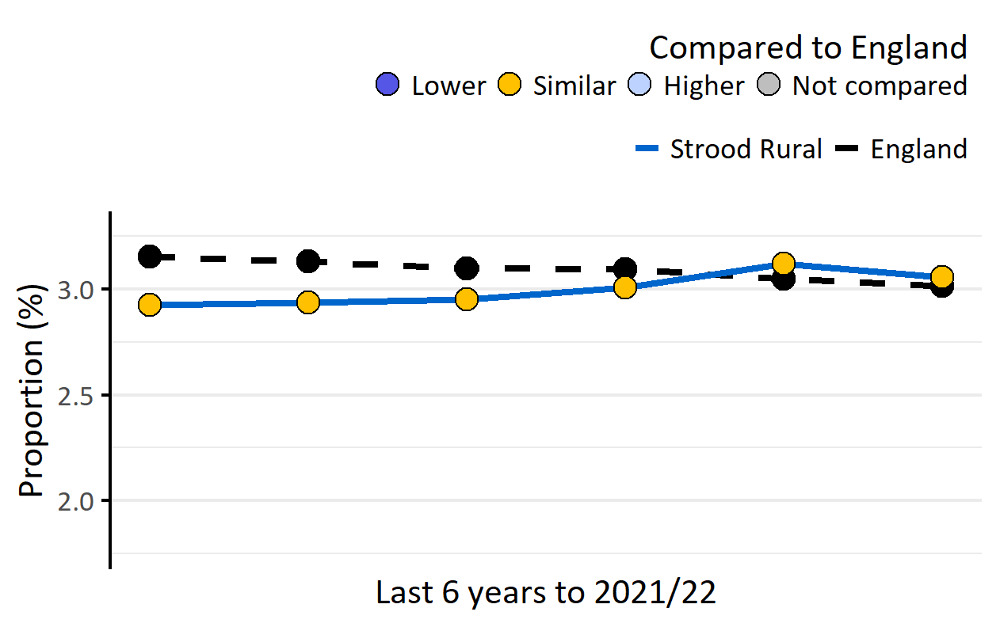 Compared to England
Lower Similar Higher Not compared
Strood Rural England
Proportion (%)
3.0
2.5
2.0
Last 6 years to 2021/22